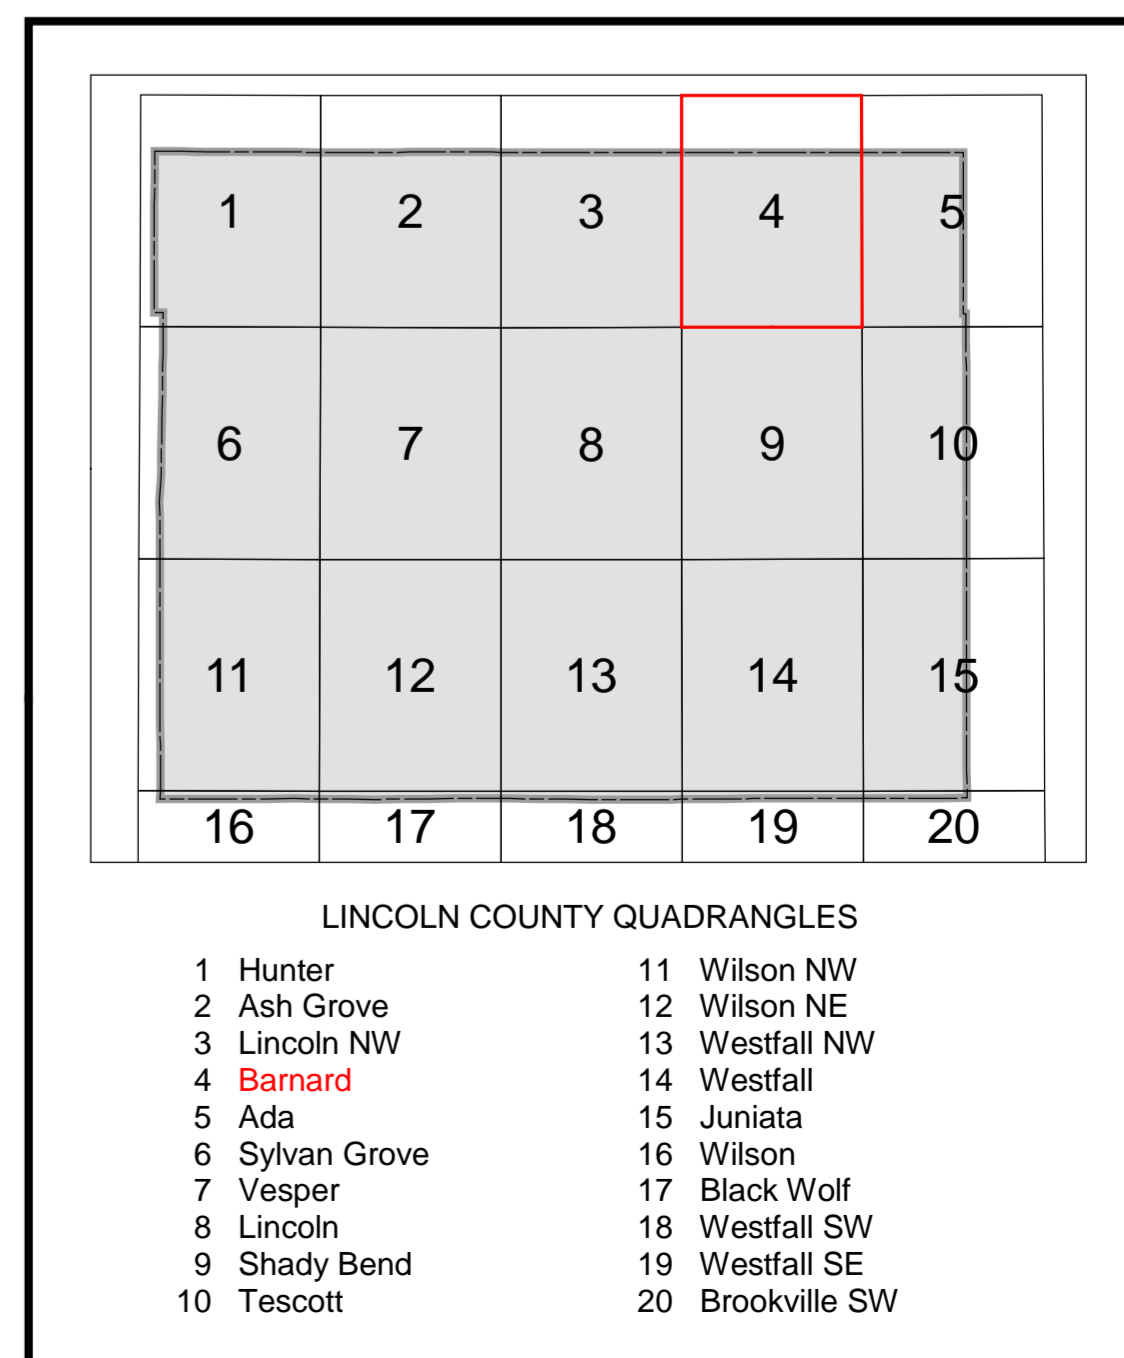 1 2 3 4 5
6 7 8 9 10
11 12 13 14 15
16 17 18 19 20
LINCOLN COUNTY QUADRANGLES
1 Hunter
2 Ash Grove
3 Lincoln NW
4 Barnard
5 Ada
6 Sylvan Grove
7 Vesper
8 Lincoln
9 Shady Bend
10 Tescott
11 Wilson NW
12 Wilson NE
13 Westfall NW
14 Westfall
15 Juniata
16 Wilson
17 Black Wolf
18 Westfall SW
19 Westfall SE
20 Brookville SW